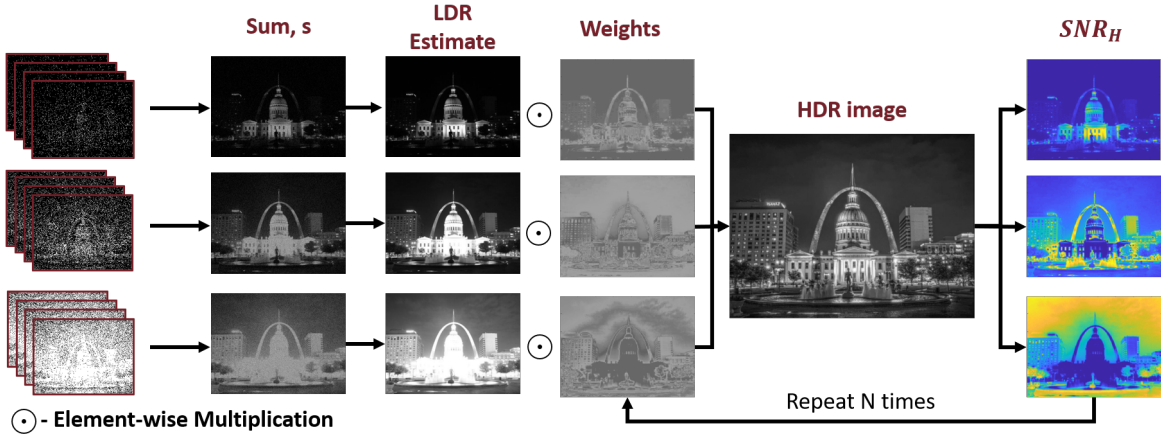 Sum, s
LDR
Estimate
Weights
HDR image
SNR_H
Repeat N times
⊙ - Element-wise Multiplication